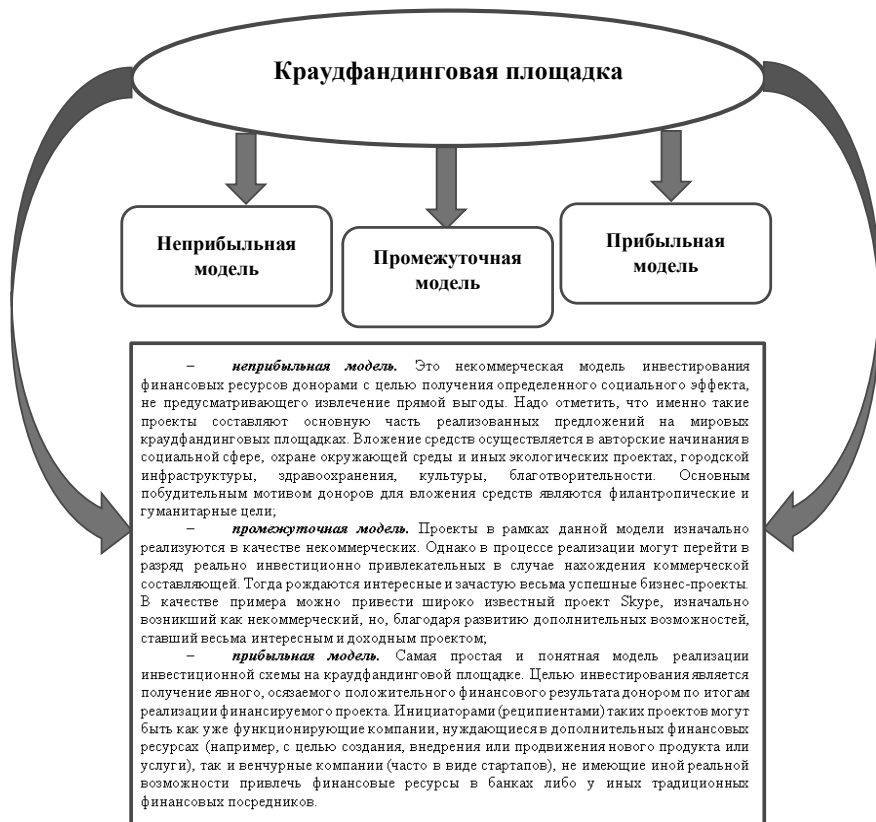 Краудфандинговая площадка
Неприбыльная
модель
Промежуточная
модель
Прибыльная
модель
– неприбыльная модель. Это некоммерческая модель инвестирования
финансовых ресурсов донорами с целью получения определенного социального эффекта,
не предусматривающего извлечение прямой выгоды. Надо отметить, что именно такие
проекты составляют основную часть реализованных предложений на мировых
краудфандинговых площадках. Вложение средств осуществляется в авторские начинания в
социальной сфере, охране окружающей среды и иных экологических проектах, городской
инфраструктуры, здравоохранения, культуры, благотворительности. Основным
побудительным мотивом доноров для вложения средств являются филантропические и
гуманитарные цели;
– промежуточная модель. Проекты в рамках данной модели изначально
реализуются в качестве некоммерческих. Однако в процессе реализации могут перейти в
разряд реально инвестиционно привлекательных в случае нахождения коммерческой
составляющей. Тогда рождаются интересные и зачастую весьма успешные бизнес-проекты.
В качестве примера можно привести широко известный проект Skype, изначально
возникший как некоммерческий, но, благодаря развитию дополнительных возможностей,
ставший весьма интересным и доходным проектом;
– прибыльная модель. Самая простая и понятная модель реализации
инвестиционной схемы на краудфандинговой площадке. Целью инвестирования является
получение явного, осязаемого положительного финансового результата донором по итогам
реализации финансируемого проекта. Инициаторами (реципиентами) таких проектов могут
быть как уже функционирующие компании, нуждающиеся в дополнительных финансовых
ресурсах (например, с целью создания, внедрения или продвижения нового продукта или
услуги), так и венчурные компании (часто в виде стартапов), не имеющие иной реальной
возможности привлечь финансовые ресурсы в банках либо у иных традиционных
финансовых посредников.